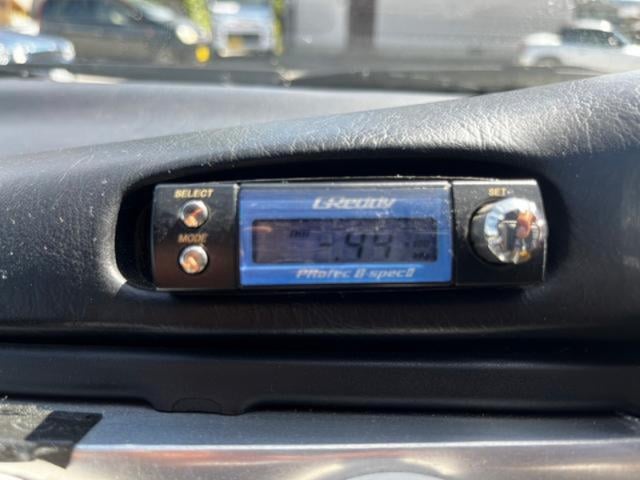 SELECT
MODE
GReddy
-.44
PRofec B-spec II
SET